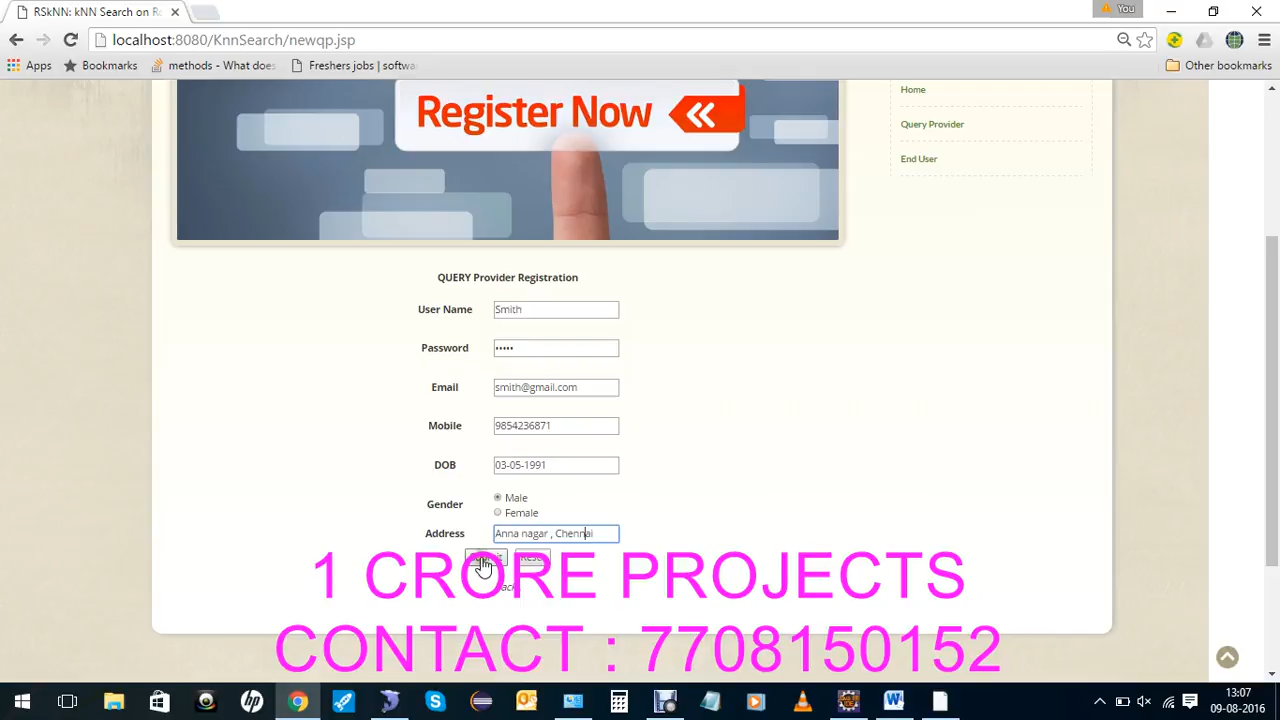 RSkNN: kNN Search on R
You
localhost:8080/KnnSearch/newqp.jsp
Apps
Bookmarks
methods - What does
Freshers jobs | softwa
Other bookmarks
Register Now
Home
Query Provider
End User
QUERY Provider Registration
User Name Smith
Password •••••
Email smith@gmail.com
Mobile 9854236871
DOB 03-05-1991
Gender Male
Female
Address Anna nagar , Chennai
1 CRORE PROJECTS
CONTACT : 7708150152
13:07
09-08-2016